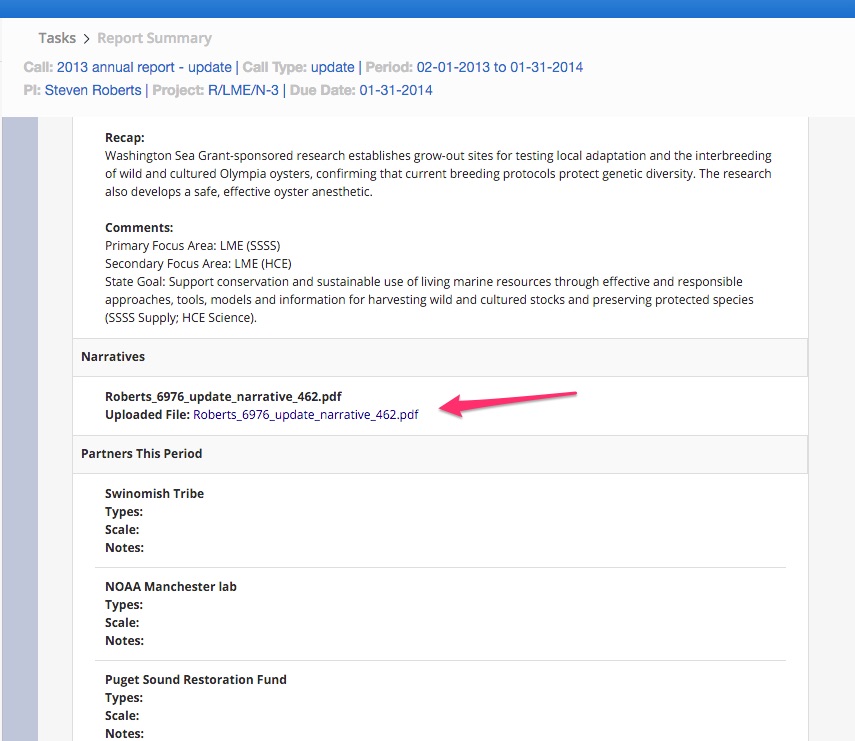 Tasks > Report Summary
Call: 2013 annual report - update | Call Type: update | Period: 02-01-2013 to 01-31-2014
PI: Steven Roberts | Project: R/LME/N-3 | Due Date: 01-31-2014
Recap:
Washington Sea Grant-sponsored research establishes grow-out sites for testing local adaptation and the interbreeding
of wild and cultured Olympia oysters, confirming that current breeding protocols protect genetic diversity. The research
also develops a safe, effective oyster anesthetic.
Comments:
Primary Focus Area: LME (SSSS)
Secondary Focus Area: LME (HCE)
State Goal: Support conservation and sustainable use of living marine resources through effective and responsible
approaches, tools, models and information for harvesting wild and cultured stocks and preserving protected species
(SSSS Supply; HCE Science).
Narratives
Roberts_6976_update_narrative_462.pdf
Uploaded File: Roberts_6976_update_narrative_462.pdf
Partners This Period
Swinomish Tribe
Types:
Scale:
Notes:
NOAA Manchester lab
Types:
Scale:
Notes:
Puget Sound Restoration Fund
Types:
Scale:
Notes: